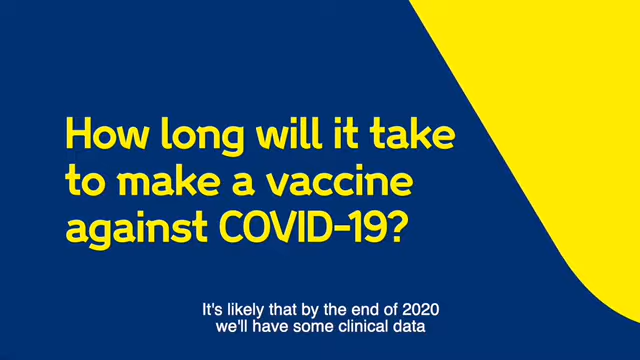 How long will it take
to make a vaccine
against COVID-19?
It's likely that by the end of 2020
we'll have some clinical data